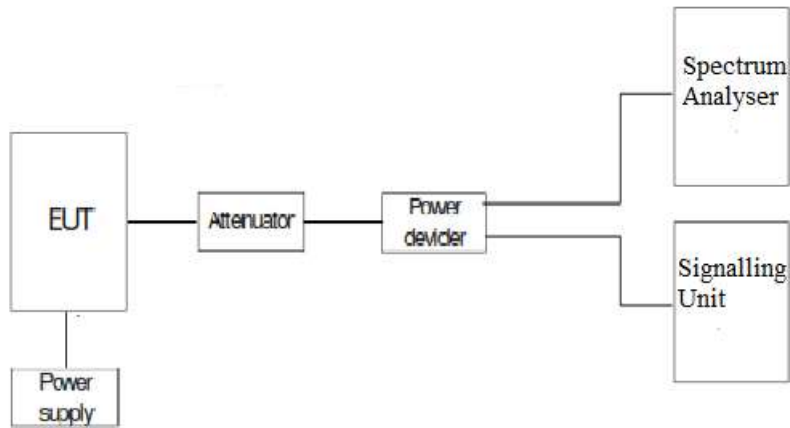 Spectrum
Analyser
EUT
Attenuator
Power
devider
Signalling
Unit
Power
supply